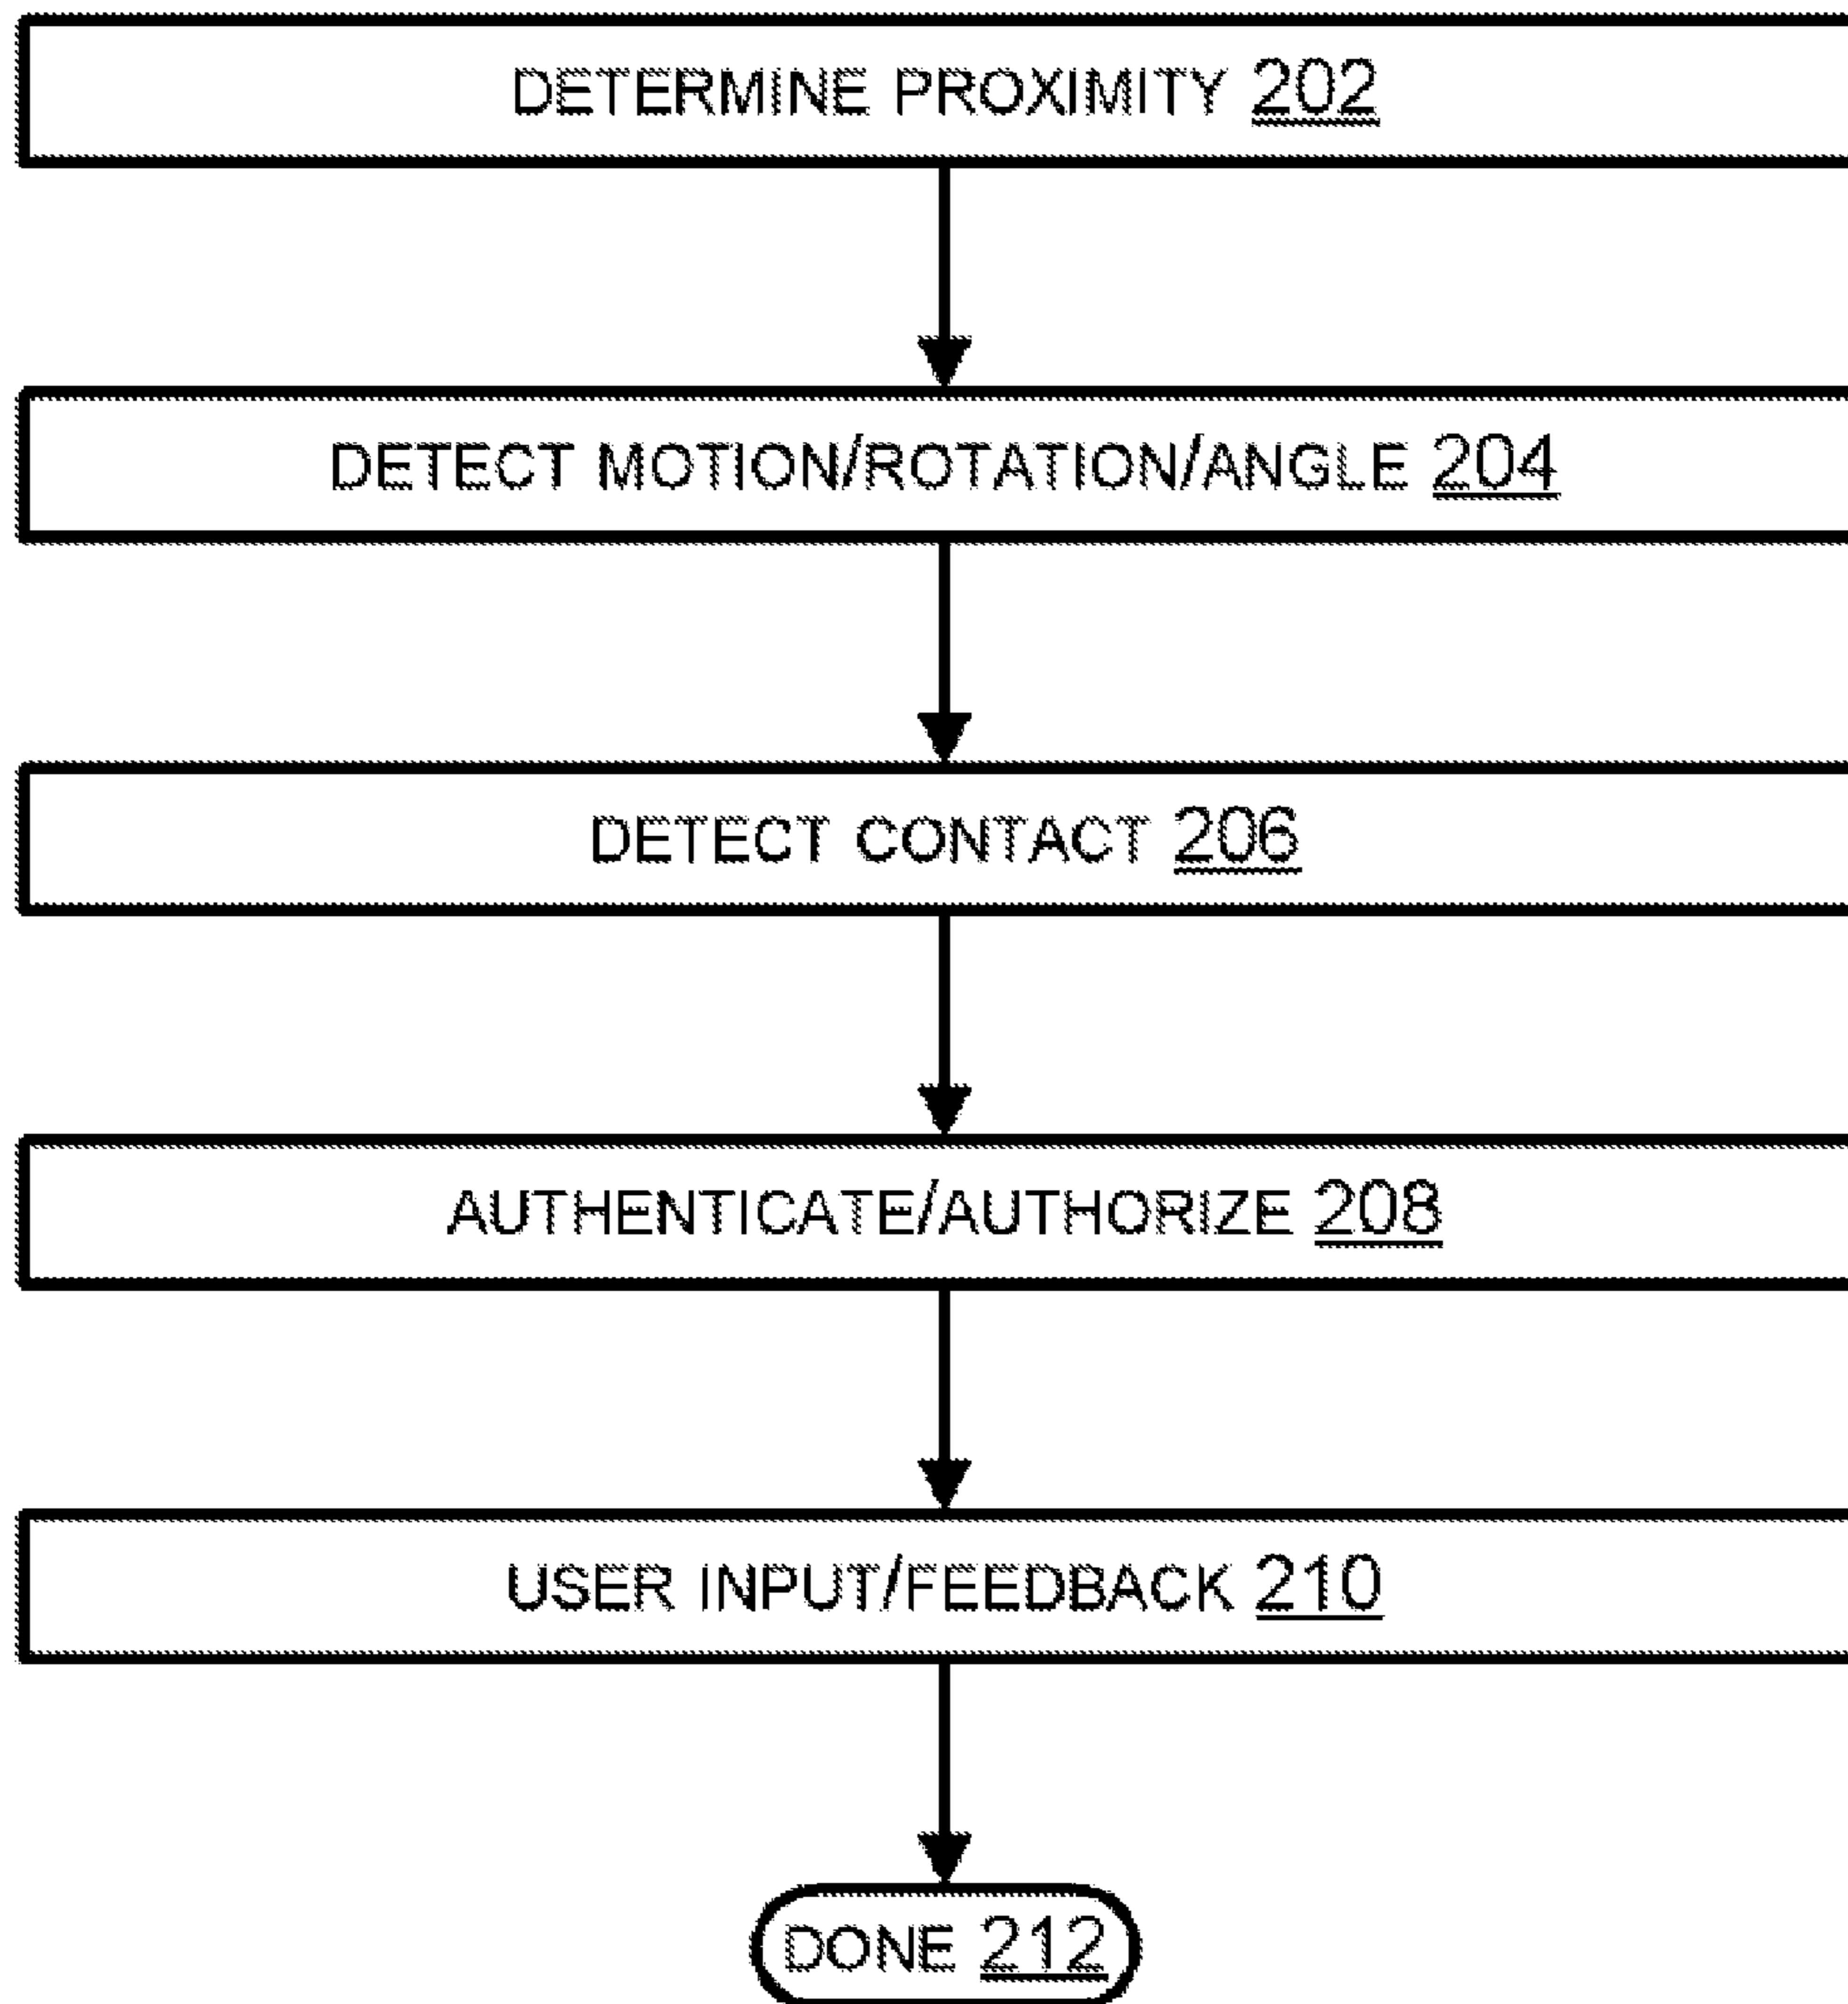 DETERMINE PROXIMITY 202
DETECT MOTION/ROTATION/ANGLE 204
DETECT CONTACT 206
AUTHENTICATE/AUTHORIZE 208
USER INPUT/FEEDBACK 210
DONE 212